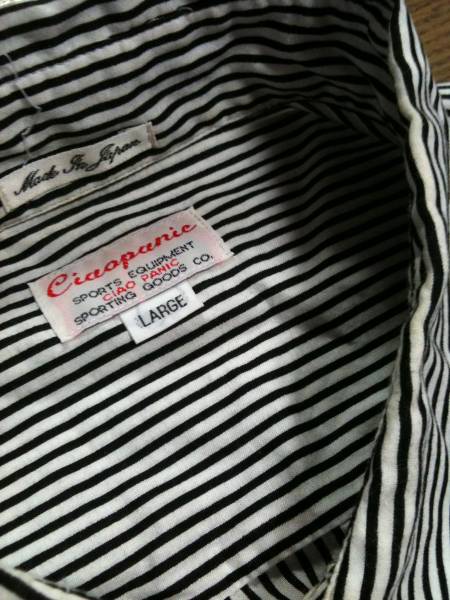 Made In Japan
Ciaopanic
SPORTS EQUIPMENT
CIAO PANIC
SPORTING GOODS CO.
LARGE